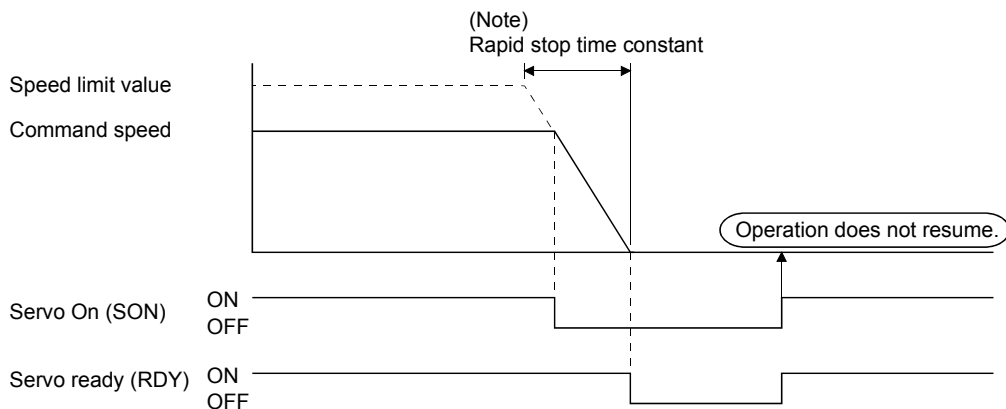 (Note)
Rapid stop time constant
Speed limit value
Command speed
Operation does not resume.
Servo On (SON)
ON
OFF
Servo ready (RDY)
ON
OFF